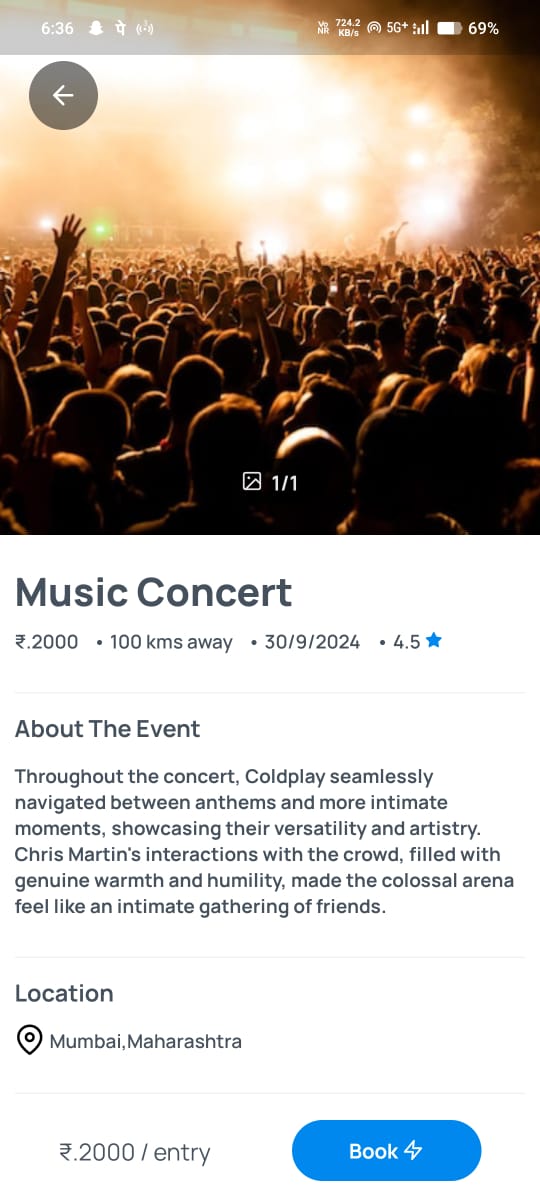 6:36 पे Vo NR 724.2 KB/s 5G+ 69%
1/1
Music Concert
₹.2000 • 100 kms away • 30/9/2024 • 4.5
About The Event
Throughout the concert, Coldplay seamlessly
navigated between anthems and more intimate
moments, showcasing their versatility and artistry.
Chris Martin's interactions with the crowd, filled with
genuine warmth and humility, made the colossal arena
feel like an intimate gathering of friends.
Location
Mumbai,Maharashtra
₹.2000 / entry Book